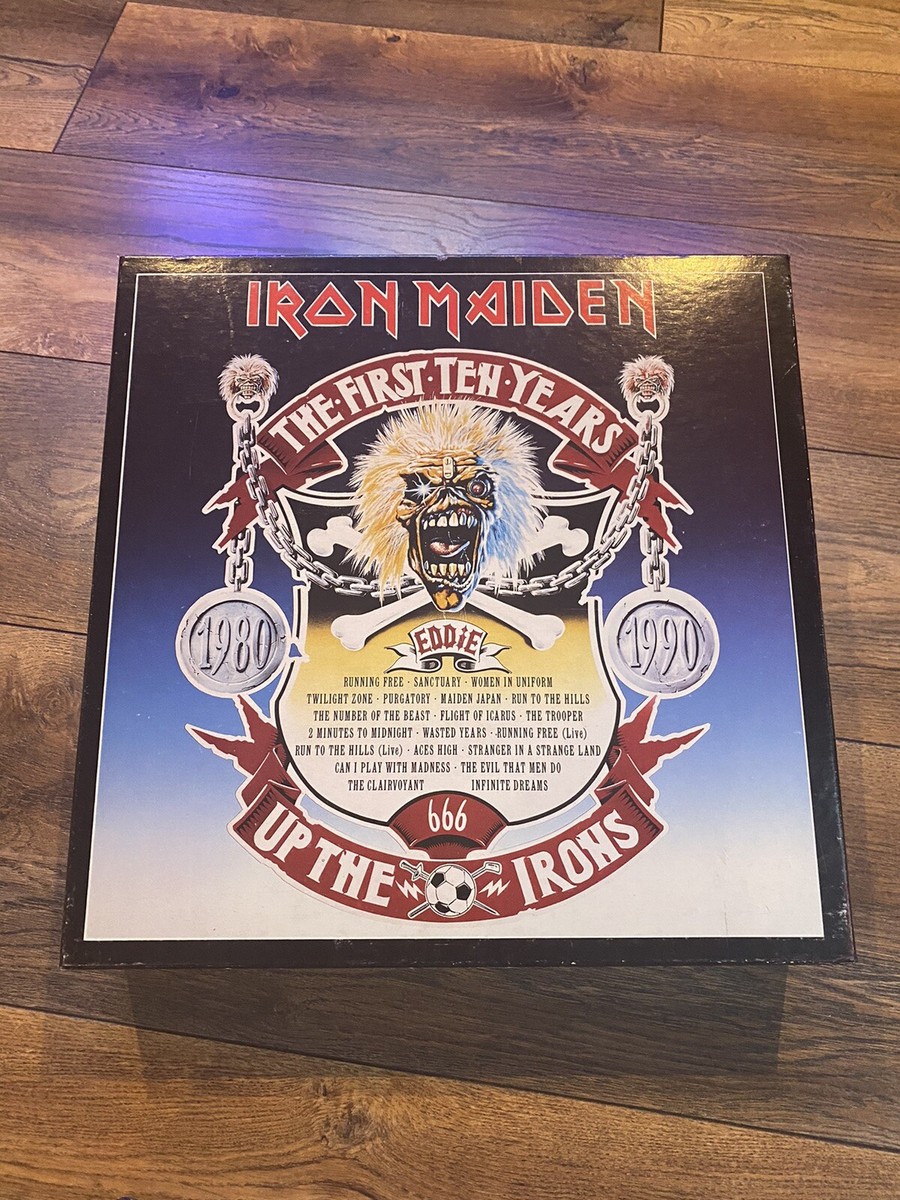 IRON MAIDEN
THE · FIRST · TEN · YEARS
1980
1990
EDDIE
RUNNING FREE · SANCTUARY · WOMEN IN UNIFORM
TWILIGHT ZONE · PURGATORY · MAIDEN JAPAN · RUN TO THE HILLS
THE NUMBER OF THE BEAST · FLIGHT OF ICARUS · THE TROOPER
2 MINUTES TO MIDNIGHT · WASTED YEARS · RUNNING FREE (Live)
RUN TO THE HILLS (Live) · ACES HIGH · STRANGER IN A STRANGE LAND
CAN I PLAY WITH MADNESS · THE EVIL THAT MEN DO
THE CLAIRVOYANT INFINITE DREAMS
666
UP THE IRONS